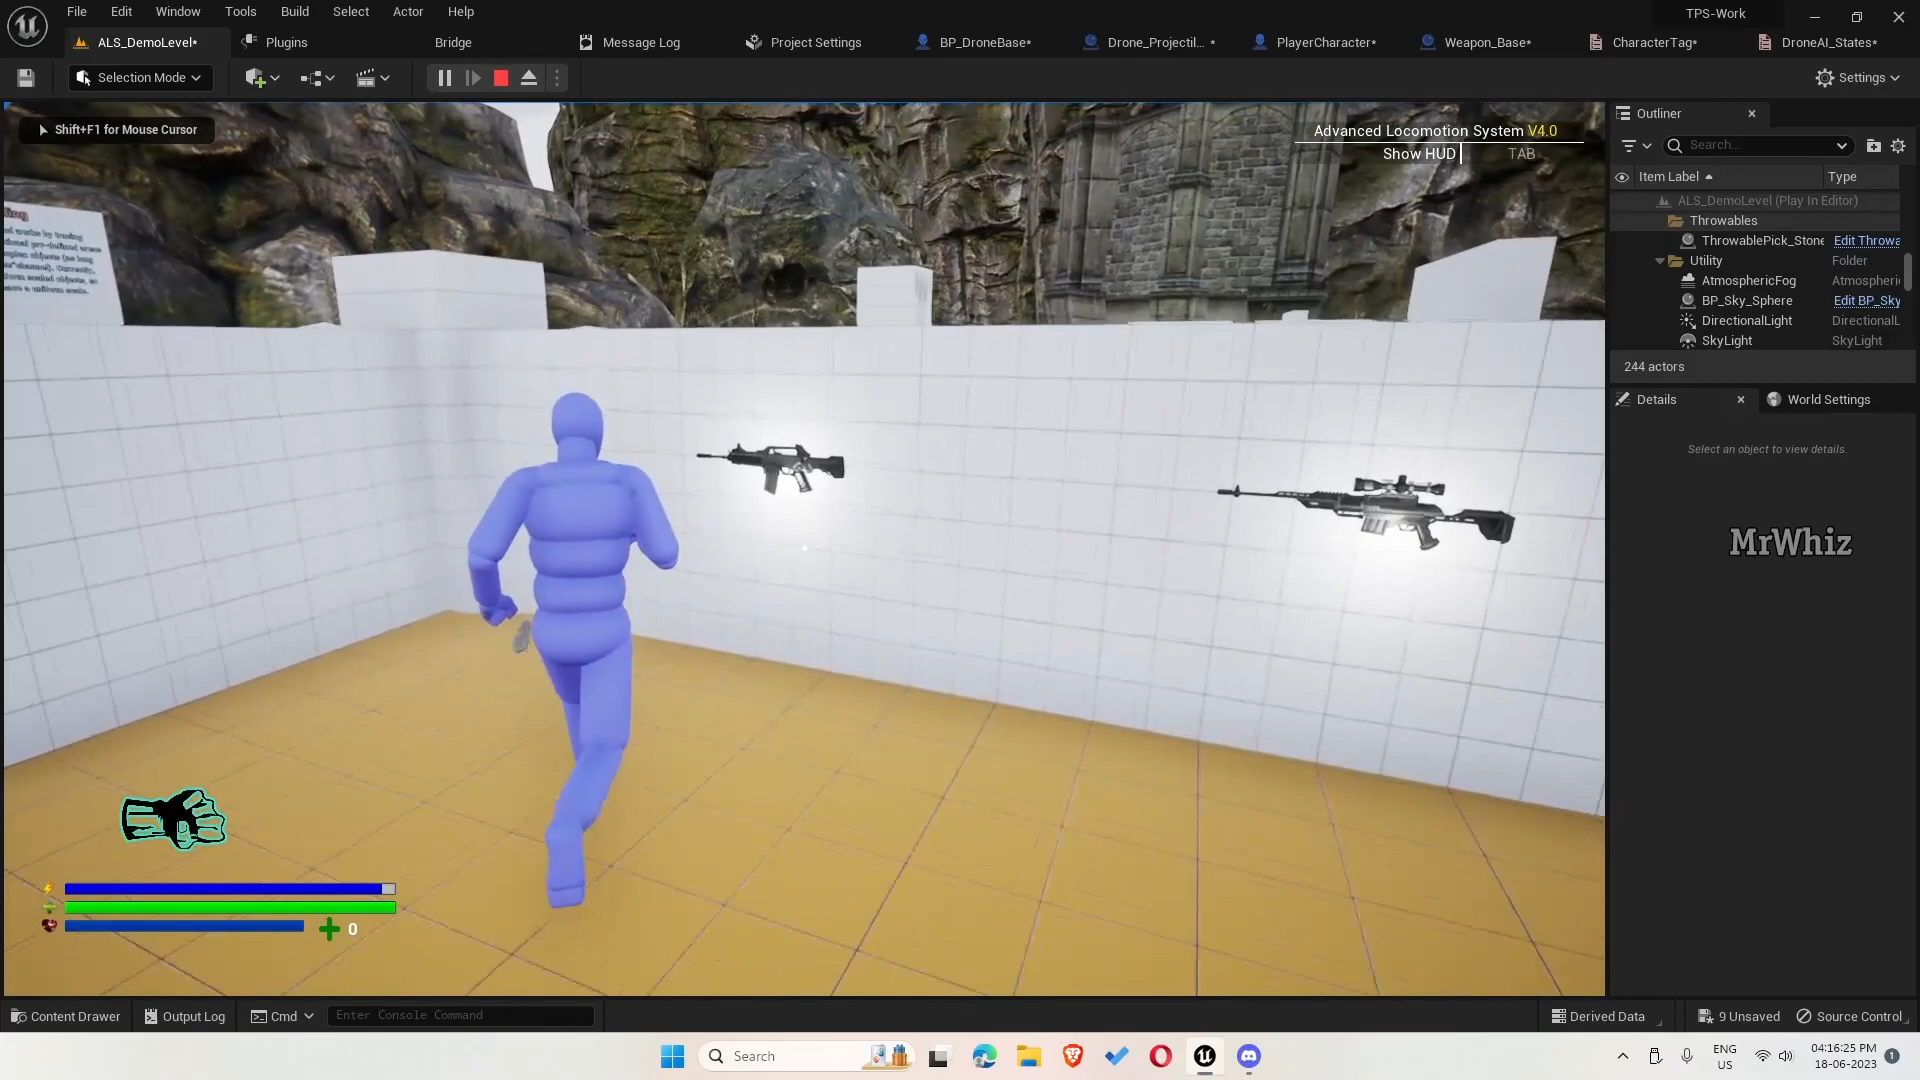 File Edit Window Tools Build Select Actor Help
TPS-Work
ALS_DemoLevel* Plugins Bridge Message Log Project Settings BP_DroneBase* Drone_Projectil... * PlayerCharacter* Weapon_Base* CharacterTag* DroneAI_States*
Selection Mode
Settings
Shift+F1 for Mouse Cursor
Advanced Locomotion System V4.0
Show HUD TAB
Outliner
Search...
Item Label Type
ALS_DemoLevel (Play In Editor)
Throwables
ThrowablePick_Stone Edit Throwa
Utility Folder
AtmosphericFog Atmospheric
BP_Sky_Sphere Edit BP_Sky
DirectionalLight DirectionalL
SkyLight SkyLight
244 actors
Details World Settings
Select an object to view details.
MrWhiz
0
Content Drawer Output Log Cmd Enter Console Command Derived Data 9 Unsaved Source Control
Search
ENG
US
04:16:25 PM
18-06-2023
1